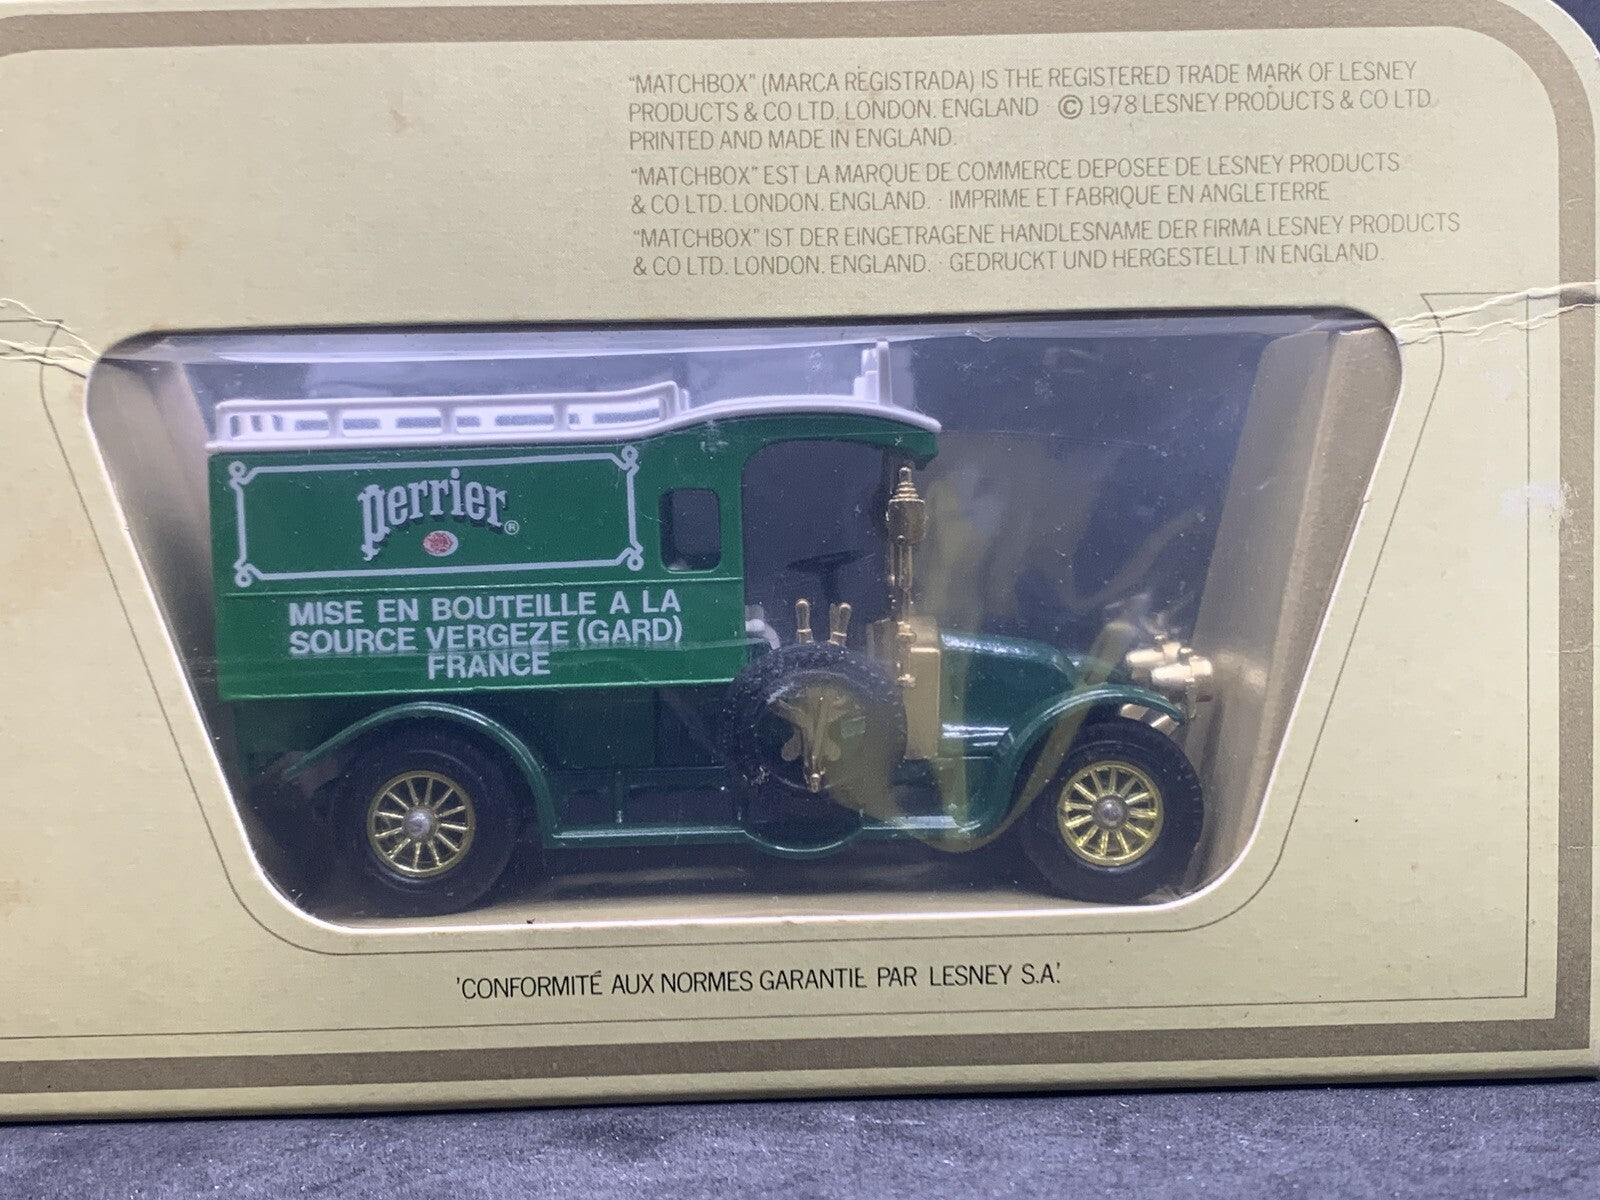 "MATCHBOX" (MARCA REGISTRADA) IS THE REGISTERED TRADE MARK OF LESNEY
PRODUCTS & CO LTD. LONDON. ENGLAND © 1978 LESNEY PRODUCTS & CO LTD.
PRINTED AND MADE IN ENGLAND.
"MATCHBOX" EST LA MARQUE DE COMMERCE DEPOSEE DE LESNEY PRODUCTS
& CO LTD. LONDON. ENGLAND. · IMPRIME ET FABRIQUE EN ANGLETERRE
"MATCHBOX" IST DER EINGETRAGENE HANDLESNAME DER FIRMA LESNEY PRODUCTS
& CO LTD. LONDON. ENGLAND. · GEDRUCKT UND HERGESTELLT IN ENGLAND.
perrier®
MISE EN BOUTEILLE A LA
SOURCE VERGEZE (GARD)
FRANCE
'CONFORMITÉ AUX NORMES GARANTIE PAR LESNEY S.A.'